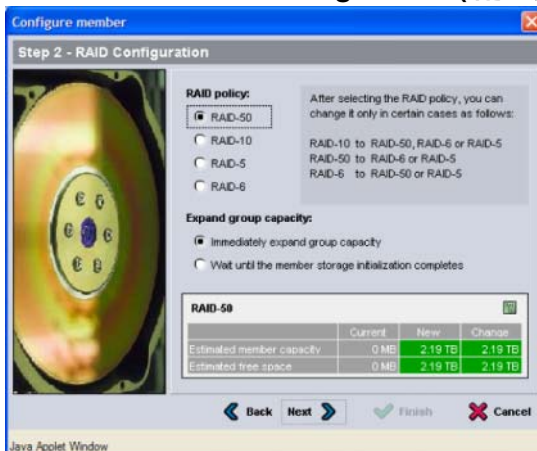 Configure member
Step 2 - RAID Configuration
RAID policy:
RAID-50
RAID-10
RAID-5
RAID-6
After selecting the RAID policy, you can
change it only in certain cases as follows:
RAID-10 to RAID-50, RAID-6 or RAID-5
RAID-50 to RAID-6 or RAID-5
RAID-6 to RAID-50 or RAID-5
Expand group capacity:
Immediately expand group capacity
Wait until the member storage initialization completes
RAID-50
Current New Change
Estimated member capacity 0 MB 2.19 TB 2.19 TB
Estimated free space 0 MB 2.19 TB 2.19 TB
Back Next Finish Cancel
Java Applet Window